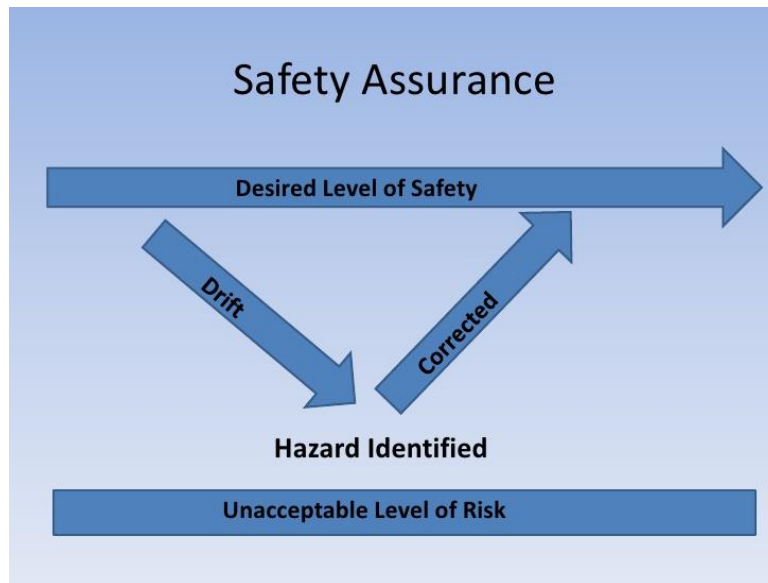 Safety Assurance
Desired Level of Safety
Drift
Corrected
Hazard Identified
Unacceptable Level of Risk